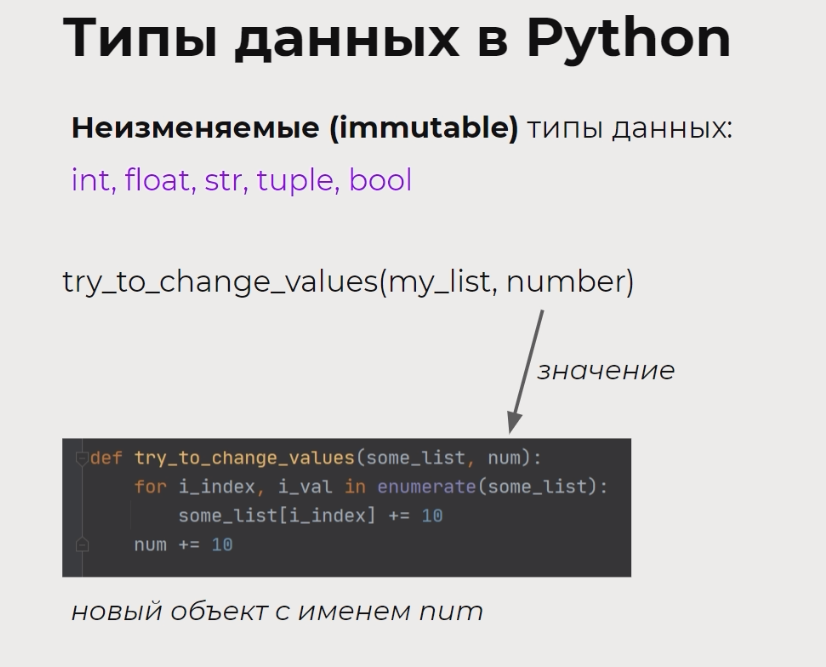 Типы данных в Python
Неизменяемые (immutable) типы данных:
int, float, str, tuple, bool
try_to_change_values(my_list, number)
значение
def try_to_change_values(some_list, num):
    for i_index, i_val in enumerate(some_list):
        some_list[i_index] += 10
    num += 10
новый объект с именем num